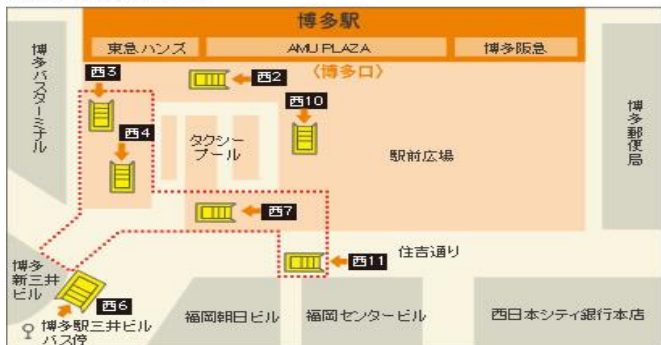 博多駅
東急ハンズ
AMU PLAZA
博多阪急
〈博多口〉
博多バスターミナル
西3
西2
西10
西4
タクシー
プール
駅前広場
博多郵便局
西7
西11
住吉通り
博多
新三井
ビル
西6
博多駅三井ビル
バス停
福岡朝日ビル
福岡センタービル
西日本シティ銀行本店